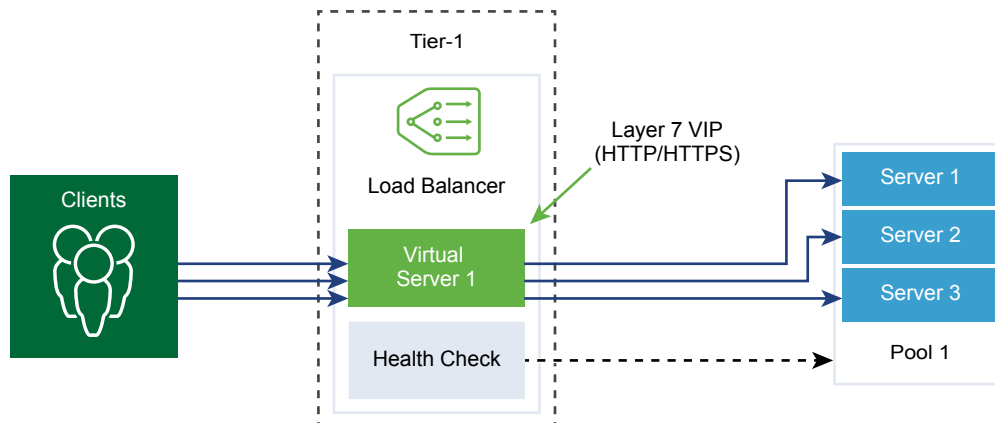 Tier-1
Load Balancer
Layer 7 VIP
(HTTP/HTTPS)
Clients
Virtual
Server 1
Health Check
Server 1
Server 2
Server 3
Pool 1